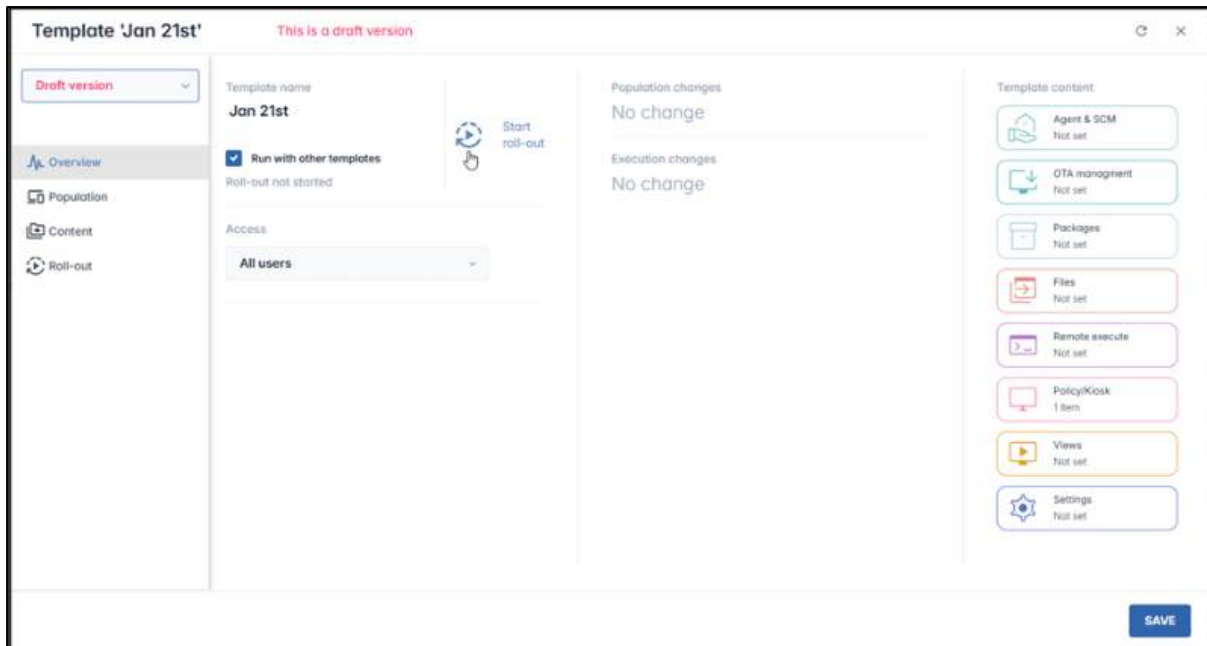 Template 'Jan 21st'
This is a draft version
Draft version
Overview
Population
Content
Roll-out
Template name
Jan 21st
Run with other templates
Roll-out not started
Start
roll-out
Access
All users
Population changes
No change
Execution changes
No change
Template content
Agent & SCM
Not set
OTA managment
Not set
Packages
Not set
Files
Not set
Remote execute
Not set
Policy/Kiosk
1 item
Views
Not set
Settings
Not set
SAVE